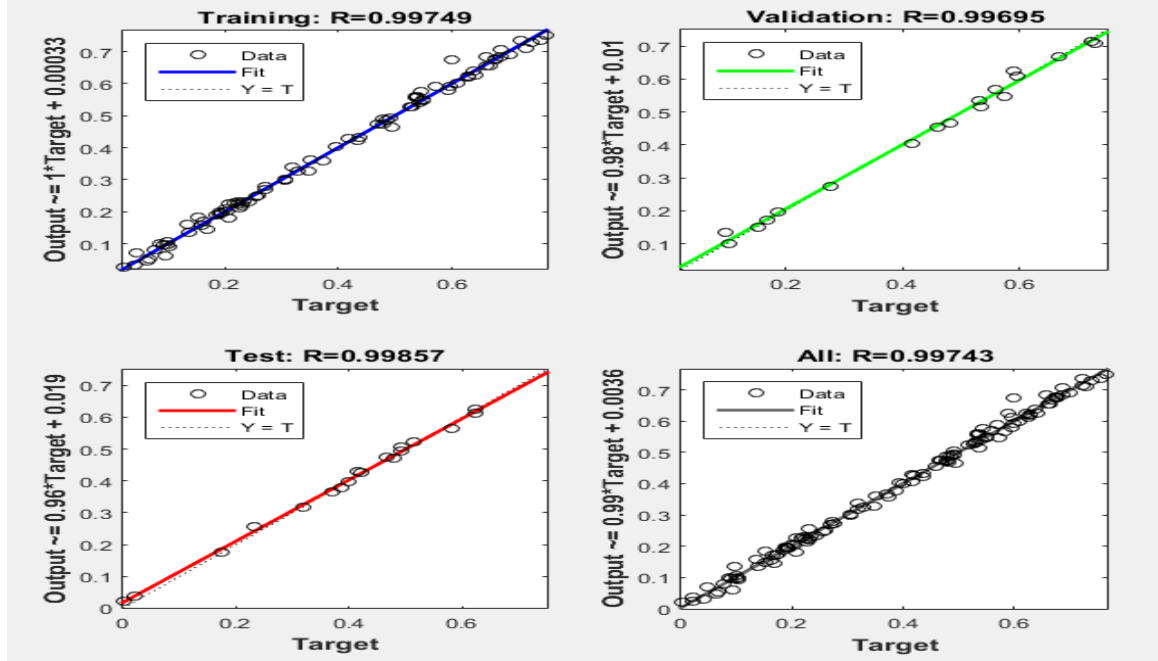 Training: R=0.99749
Output ~= 1*Target + 0.00033
0.7
0.6
0.5
0.4
0.3
0.2
0.1
Data
Fit
Y = T
0.2
0.4
0.6
Target
Validation: R=0.99695
Output ~= 0.98*Target + 0.01
0.7
0.6
0.5
0.4
0.3
0.2
0.1
Data
Fit
Y = T
0.2
0.4
0.6
Target
Test: R=0.99857
Output ~= 0.96*Target + 0.019
0.7
0.6
0.5
0.4
0.3
0.2
0.1
0
Data
Fit
Y = T
0
0.2
0.4
0.6
Target
All: R=0.99743
Output ~= 0.99*Target + 0.0036
0.7
0.6
0.5
0.4
0.3
0.2
0.1
0
Data
Fit
Y = T
0
0.2
0.4
0.6
Target